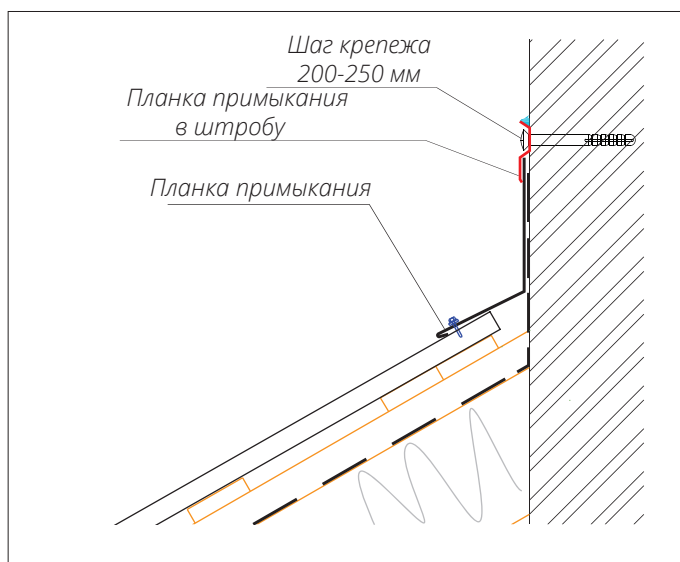 Шаг крепежа
200-250 мм
Планка примыкания
в штробу
Планка примыкания